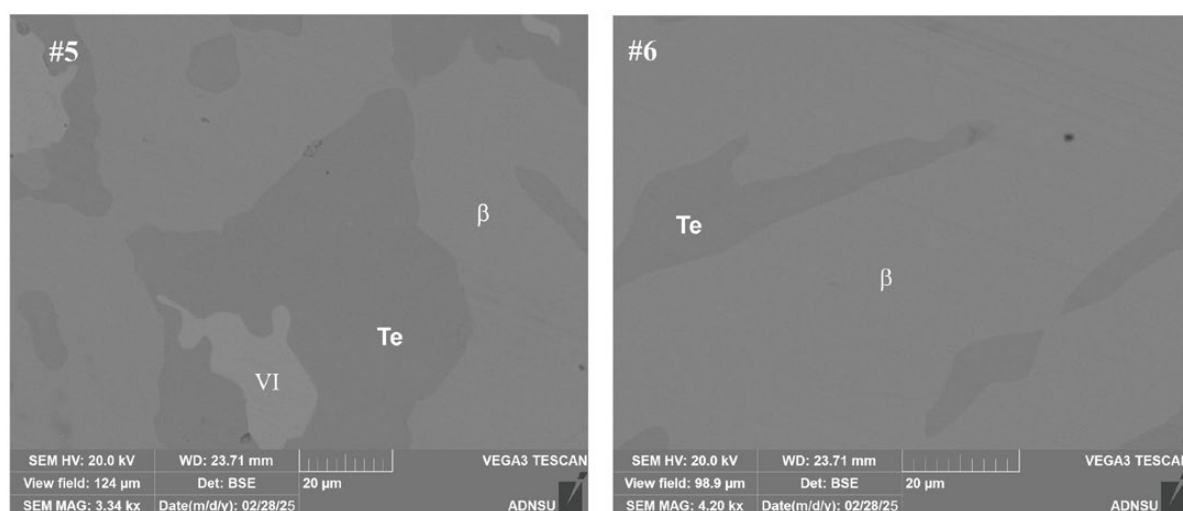 #5
β
Te
VI
SEM HV: 20.0 kV WD: 23.71 mm VEGA3 TESCAN
View field: 124 µm Det: BSE 20 µm
SEM MAG: 3.34 kx Date(m/d/y): 02/28/25 ADNSU
#6
Te
β
SEM HV: 20.0 kV WD: 23.71 mm VEGA3 TESCAN
View field: 98.9 µm Det: BSE 20 µm
SEM MAG: 4.20 kx Date(m/d/y): 02/28/25 ADNSU